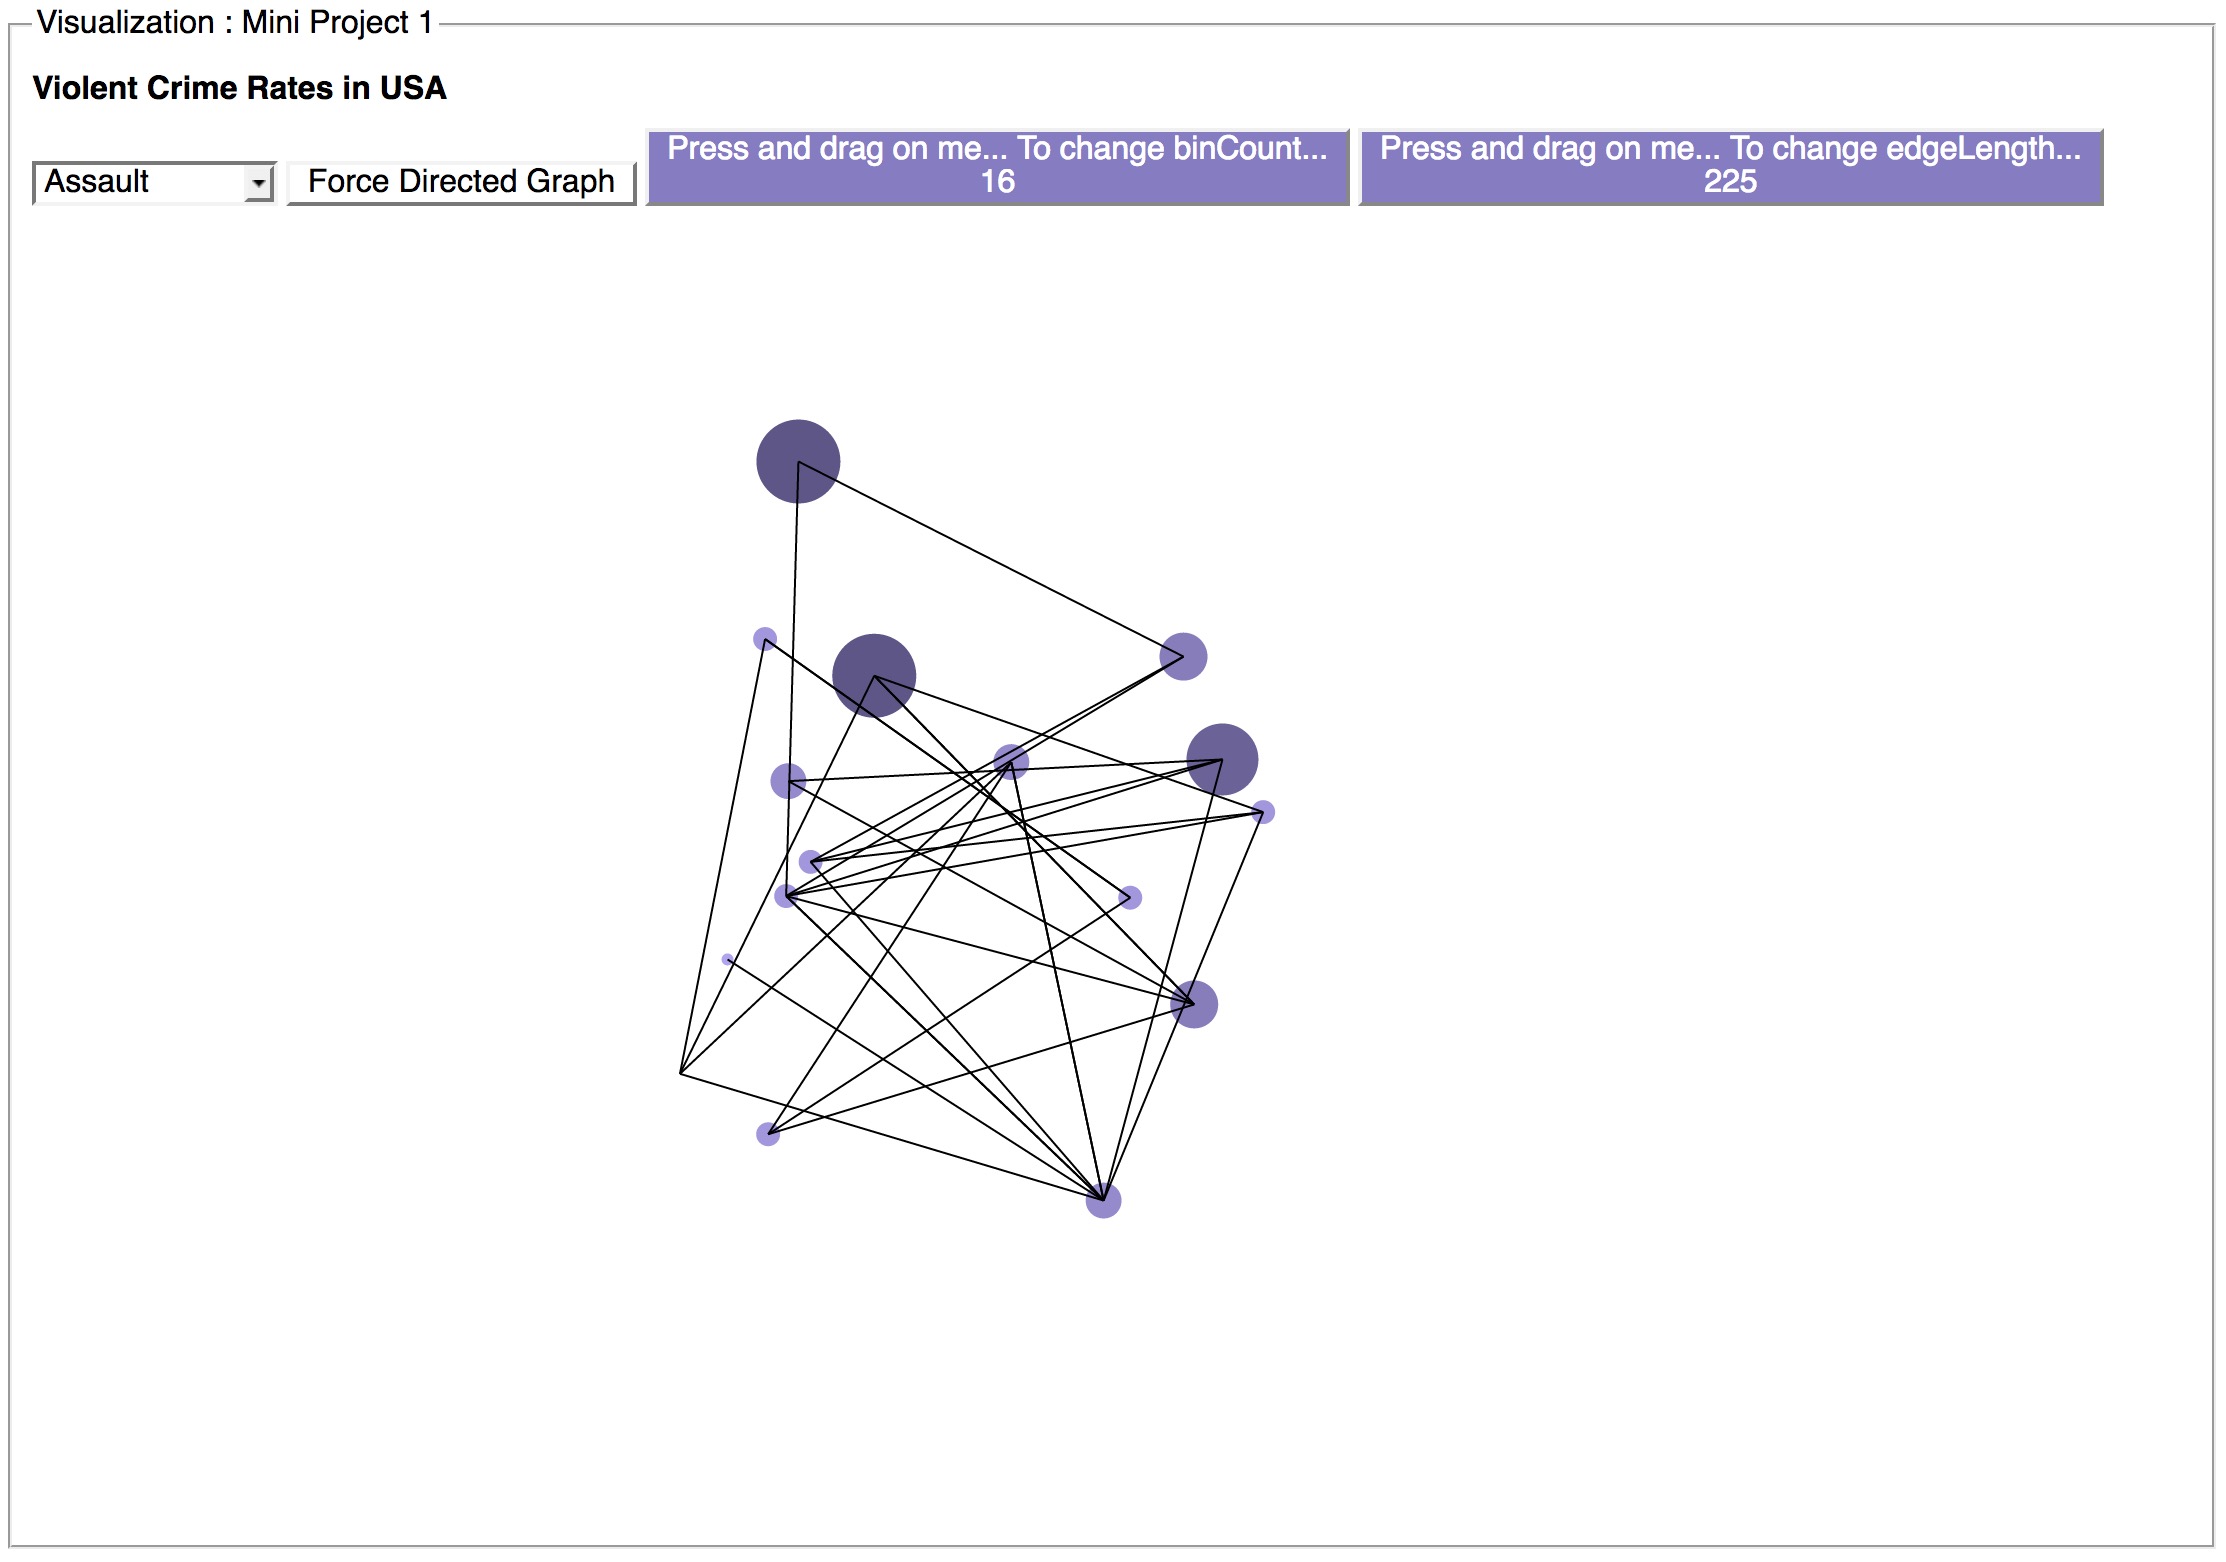 Visualization : Mini Project 1
Violent Crime Rates in USA
Assault
Force Directed Graph
Press and drag on me... To change binCount...
16
Press and drag on me... To change edgeLength...
225